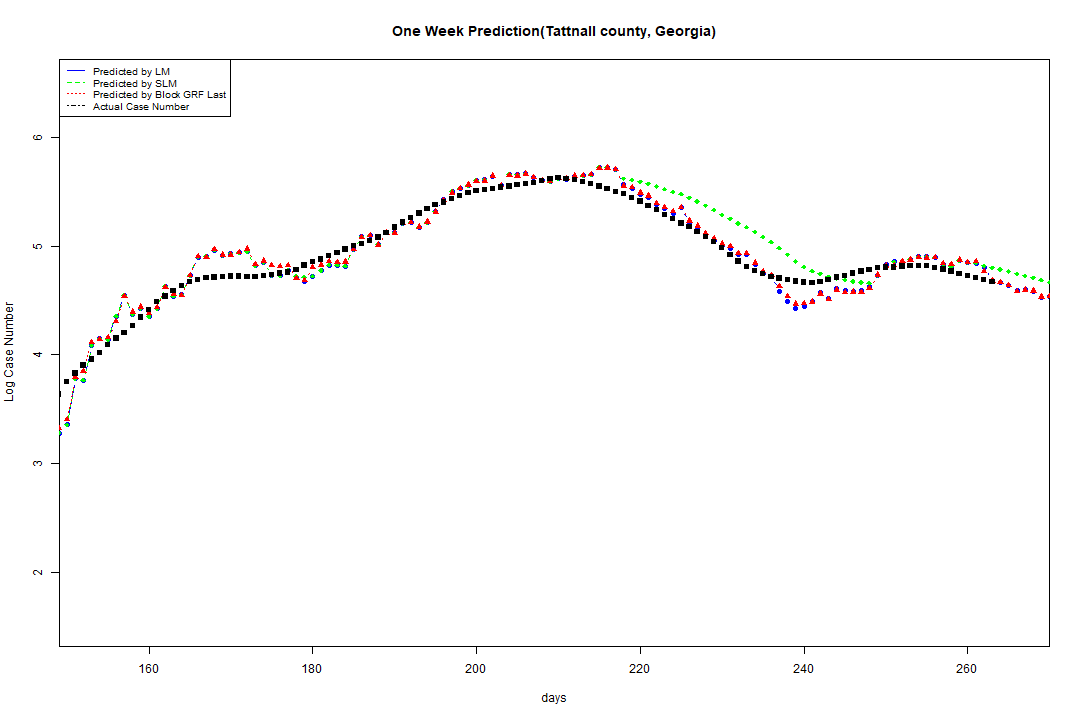 One Week Prediction(Tattnall county, Georgia)
Predicted by LM
Predicted by SLM
Predicted by Block GRF Last
Actual Case Number
Log Case Number
6
5
4
3
2
160 180 200 220 240 260
days